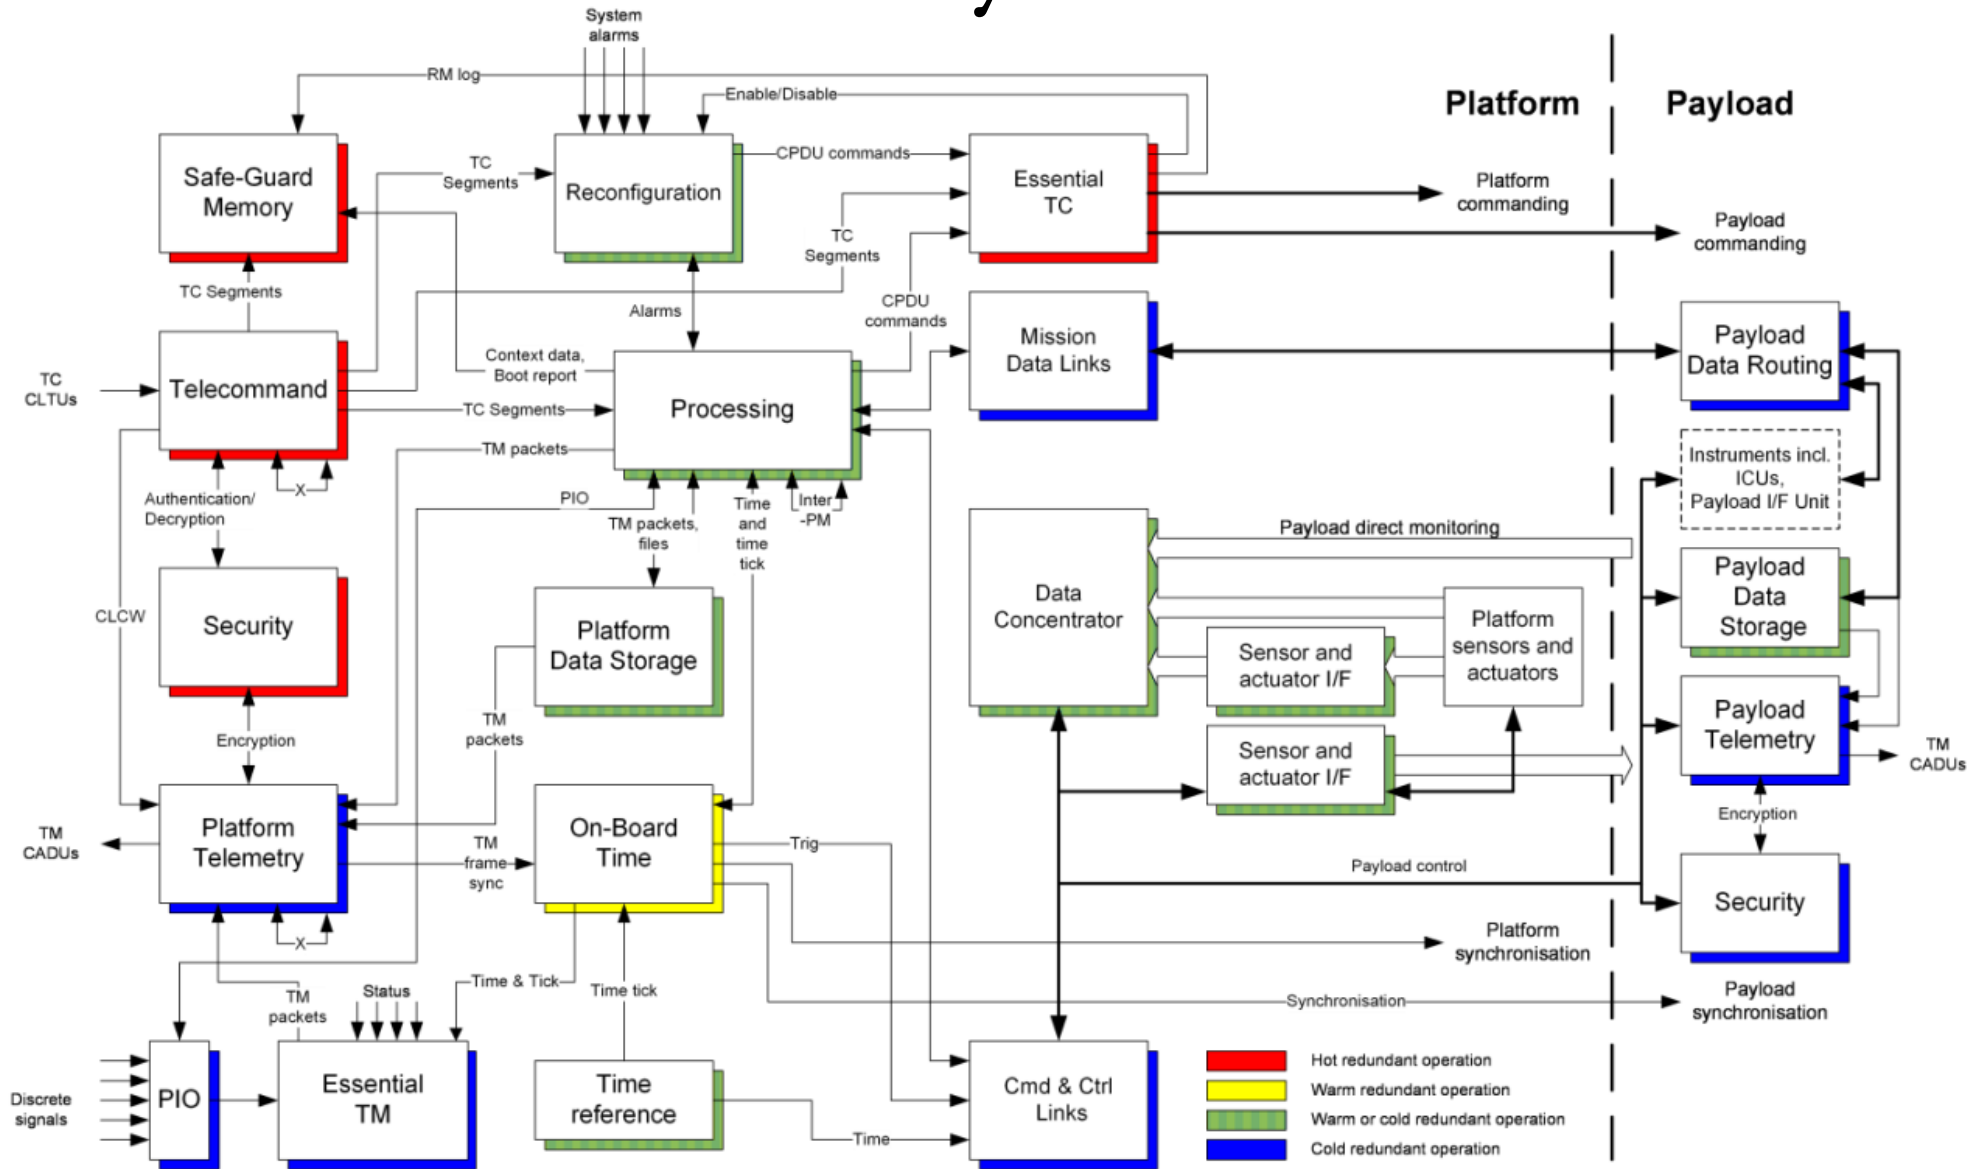 System
alarms
RM log
Enable/Disable
Platform
Payload
Safe-Guard
Memory
TC
Segments
Reconfiguration
CPDU commands
Essential
TC
Platform
commanding
Payload
commanding
TC
Segments
TC Segments
Alarms
CPDU
commands
Mission
Data Links
Payload
Data Routing
TC
CLTUs
Telecommand
Context data,
Boot report
TC Segments
Processing
TM packets
X
Authentication/
Decryption
PIO
TM packets,
files
Time
and
time
tick
Inter
-PM
Instruments incl.
ICUs,
Payload I/F Unit
Payload direct monitoring
Data
Concentrator
Platform
sensors and
actuators
Payload
Data
Storage
CLCW
Security
Platform
Data Storage
Sensor and
actuator I/F
Payload
Telemetry
TM
CADUs
Encryption
TM
packets
Sensor and
actuator I/F
Encryption
TM
CADUs
Platform
Telemetry
TM
frame
sync
On-Board
Time
Trig
Payload control
Security
X
Platform
synchronisation
TM
packets
Status
Time & Tick
Time tick
Synchronisation
Payload
synchronisation
Discrete
signals
PIO
Essential
TM
Time
reference
Time
Cmd & Ctrl
Links
Hot redundant operation
Warm redundant operation
Warm or cold redundant operation
Cold redundant operation